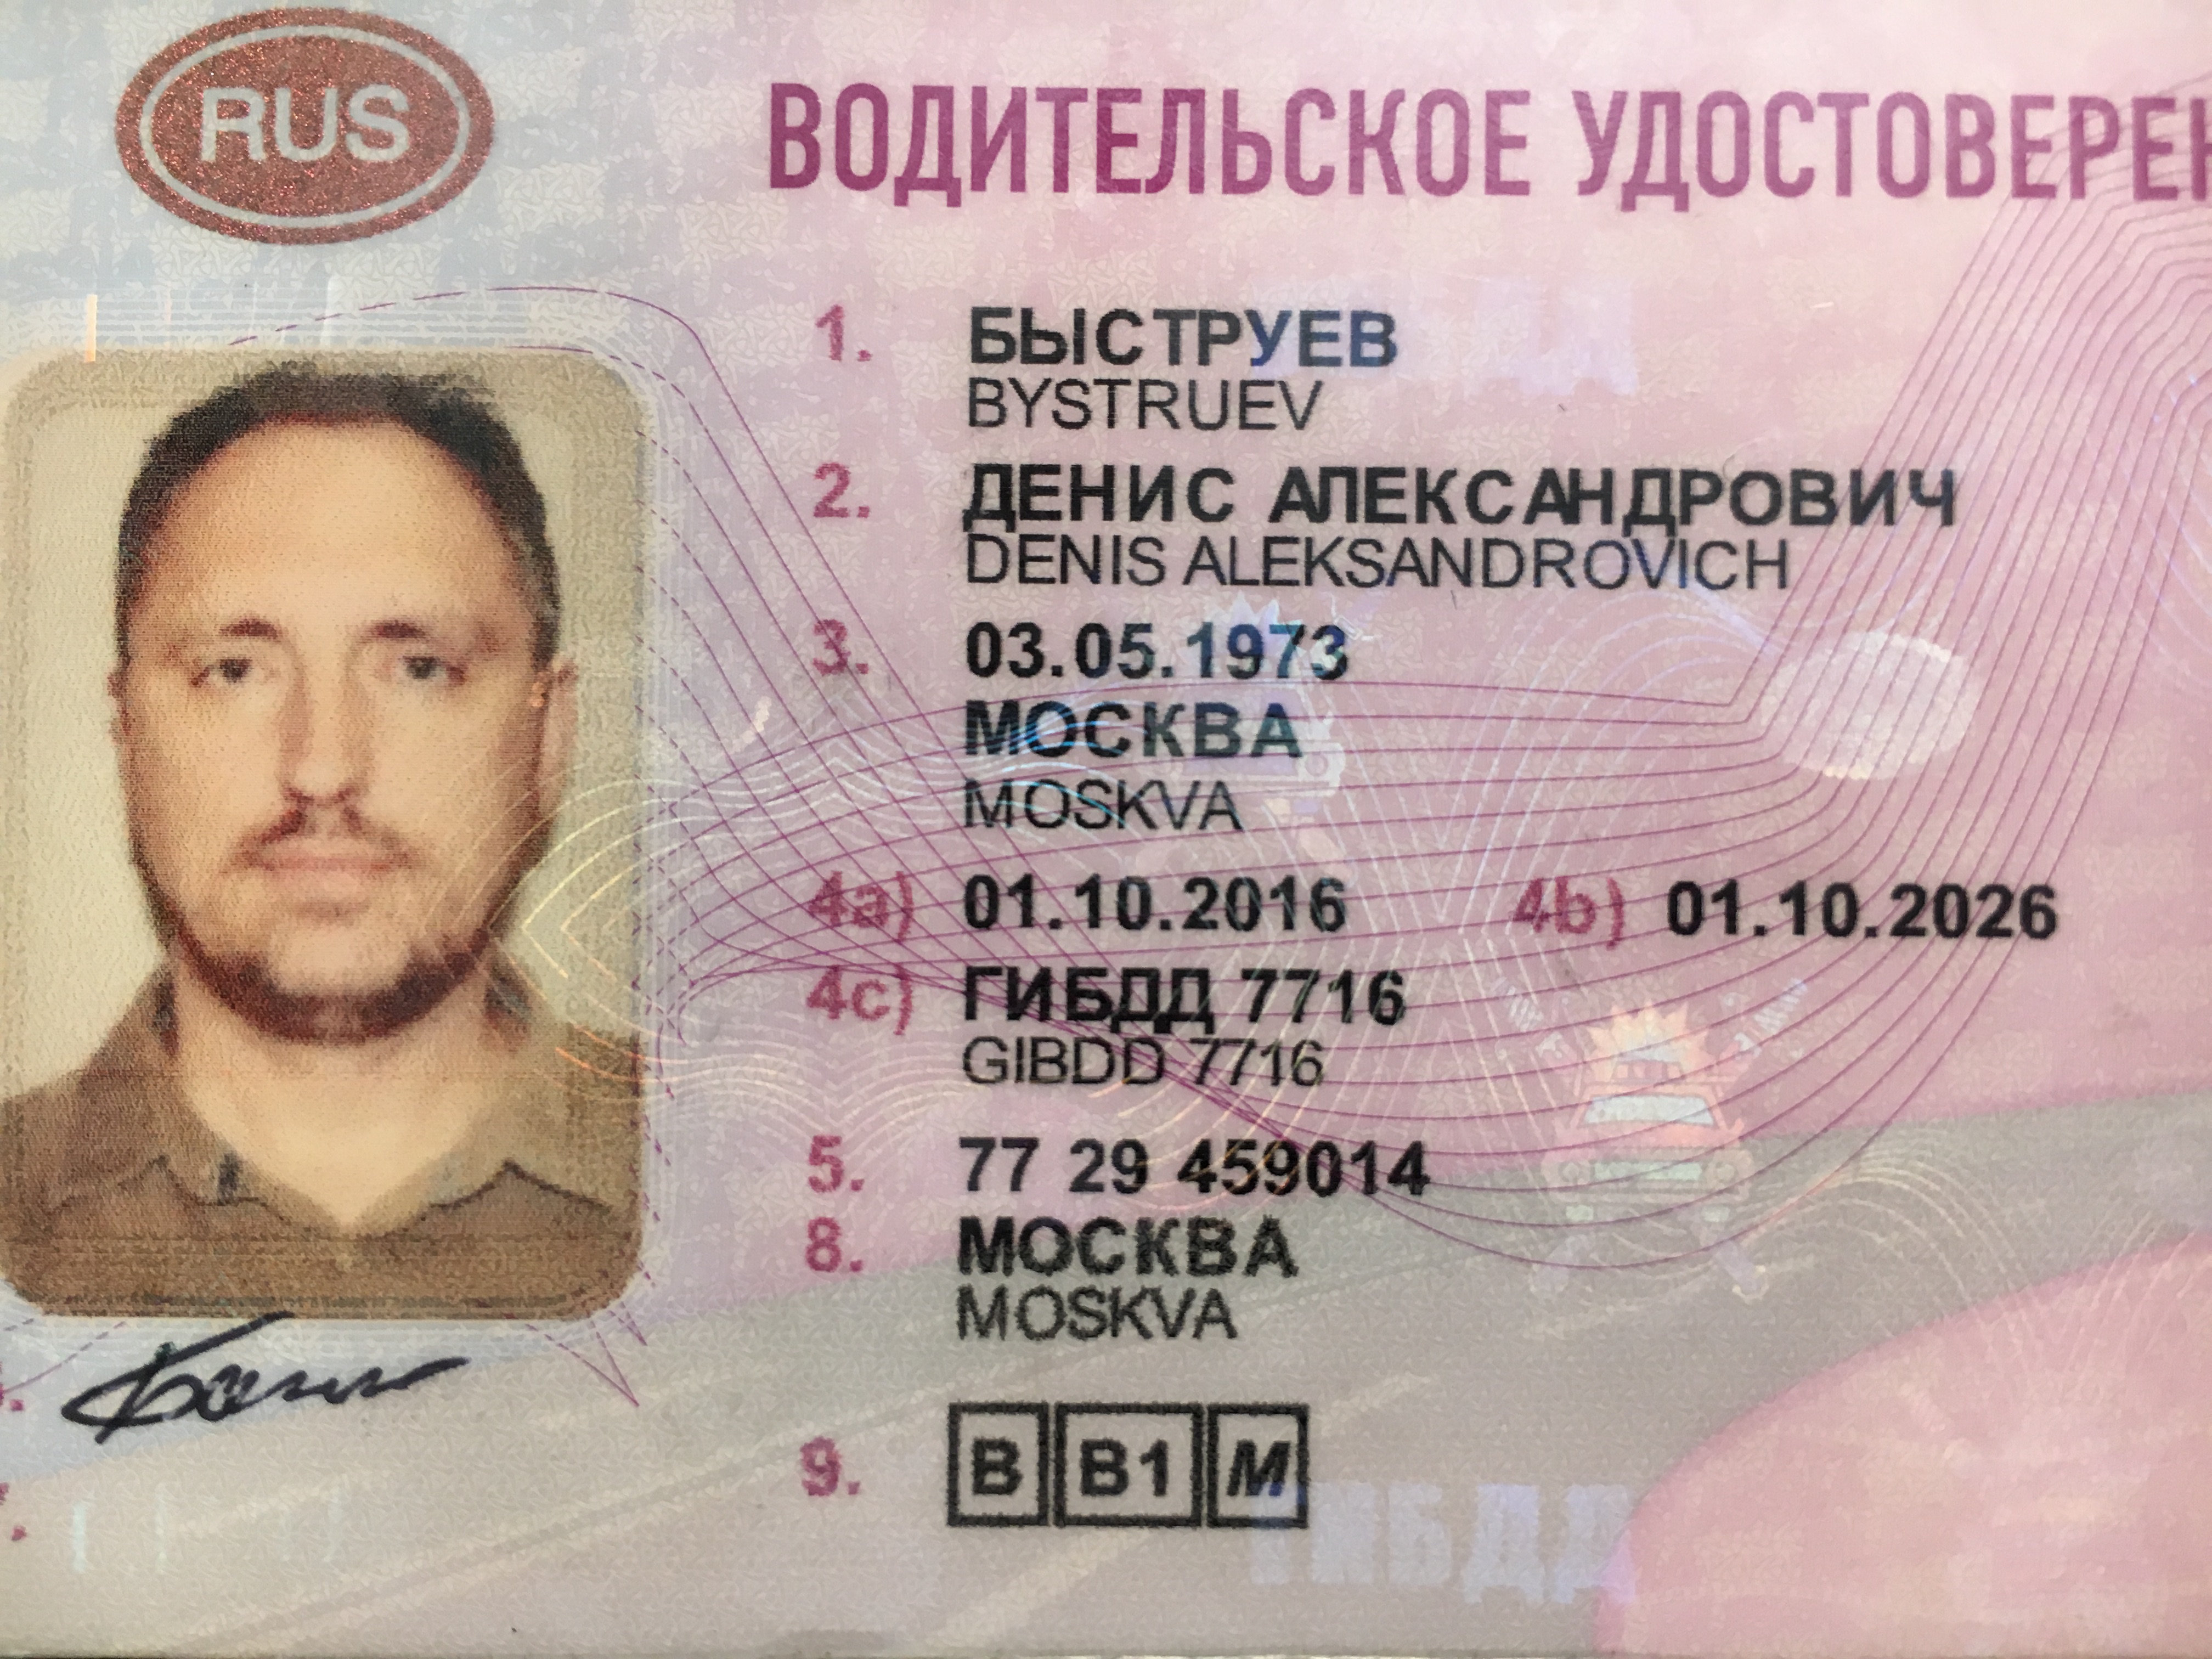 RUS
ВОДИТЕЛЬСКОЕ УДОСТОВЕРЕН
1. БЫСТРУЕВ
BYSTRUEV
2. ДЕНИС АЛЕКСАНДРОВИЧ
DENIS ALEKSANDROVICH
3. 03.05.1973
МОСКВА
MOSKVA
4a) 01.10.2016 4b) 01.10.2026
4c) ГИБДД 7716
GIBDD 7716
5. 77 29 459014
8. МОСКВА
MOSKVA
9. B B1 M
ГИБДД